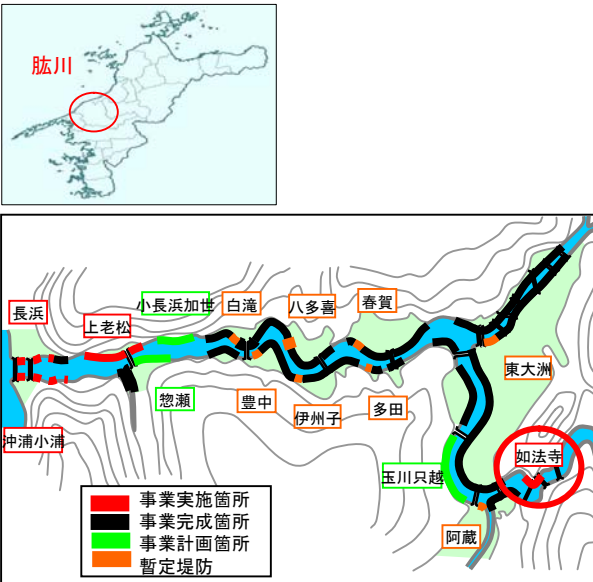 肱川
長浜
上老松
小長浜加世
白滝
八多喜
春賀
惣瀬
豊中
伊州子
多田
東大洲
沖浦小浦
玉川只越
如法寺
阿蔵
事業実施箇所
事業完成箇所
事業計画箇所
暫定堤防